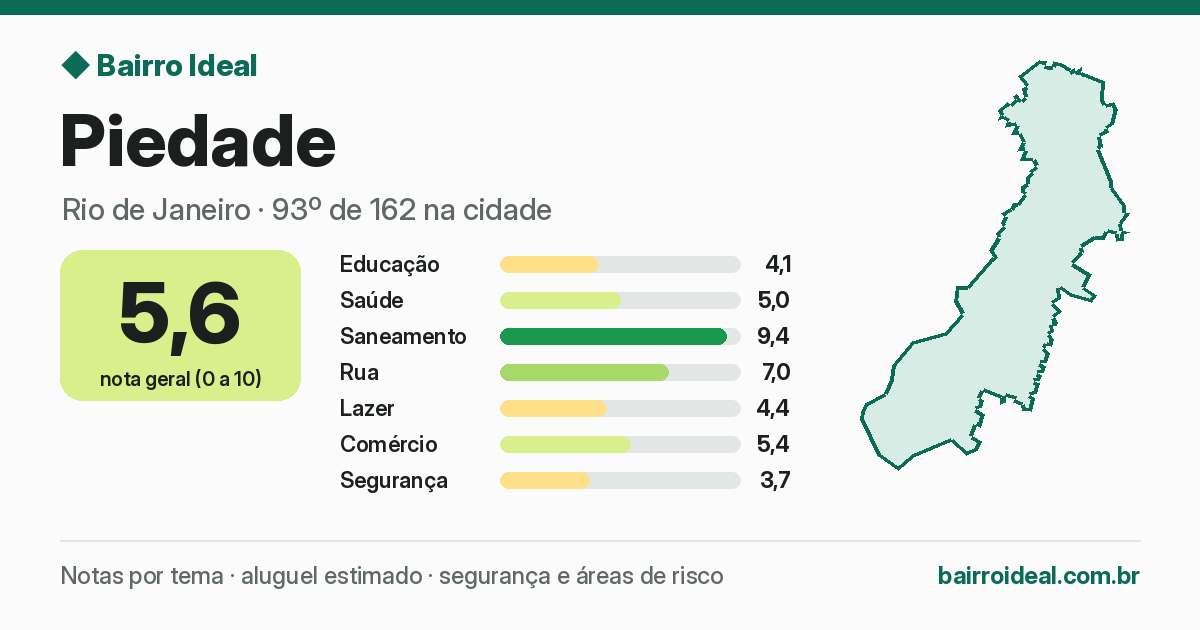 Bairro Ideal
Piedade
Rio de Janeiro · 93º de 162 na cidade
5,6
nota geral (0 a 10)
Educação 4,1
Saúde 5,0
Saneamento 9,4
Rua 7,0
Lazer 4,4
Comércio 5,4
Segurança 3,7
Notas por tema · aluguel estimado · segurança e áreas de risco
bairroideal.com.br